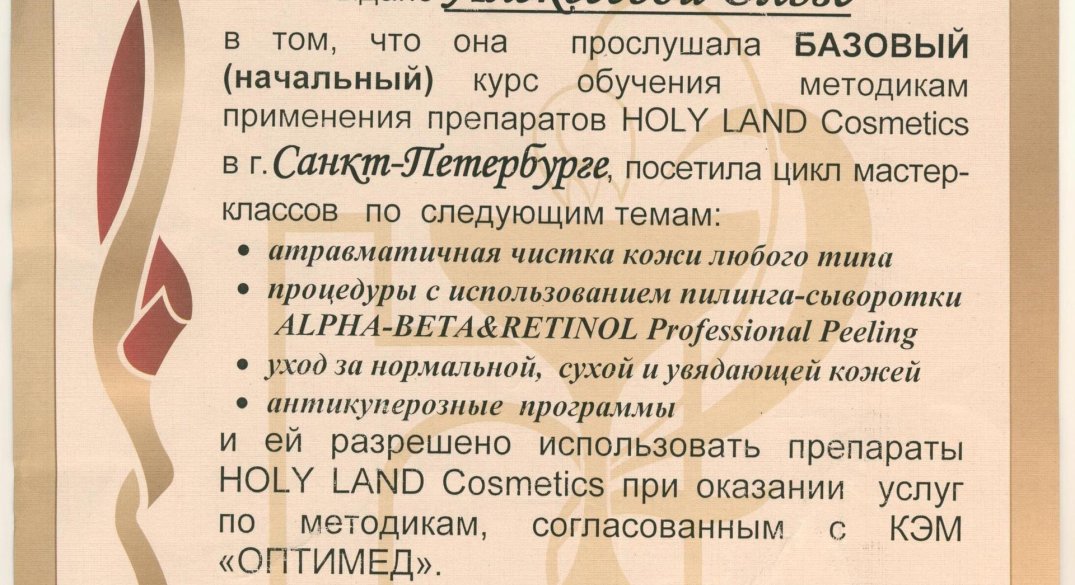 в том, что она прослушала БАЗОВЫЙ
(начальный) курс обучения методикам
применения препаратов HOLY LAND Cosmetics
в г. Санкт-Петербурге, посетила цикл мастер-
классов по следующим темам:
• атравматичная чистка кожи любого типа
• процедуры с использованием пилинга-сыворотки
ALPHA-BETA&RETINOL Professional Peeling
• уход за нормальной, сухой и увядающей кожей
• антикуперозные программы
и ей разрешено использовать препараты
HOLY LAND Cosmetics при оказании услуг
по методикам, согласованным с КЭМ
«ОПТИМЕД».